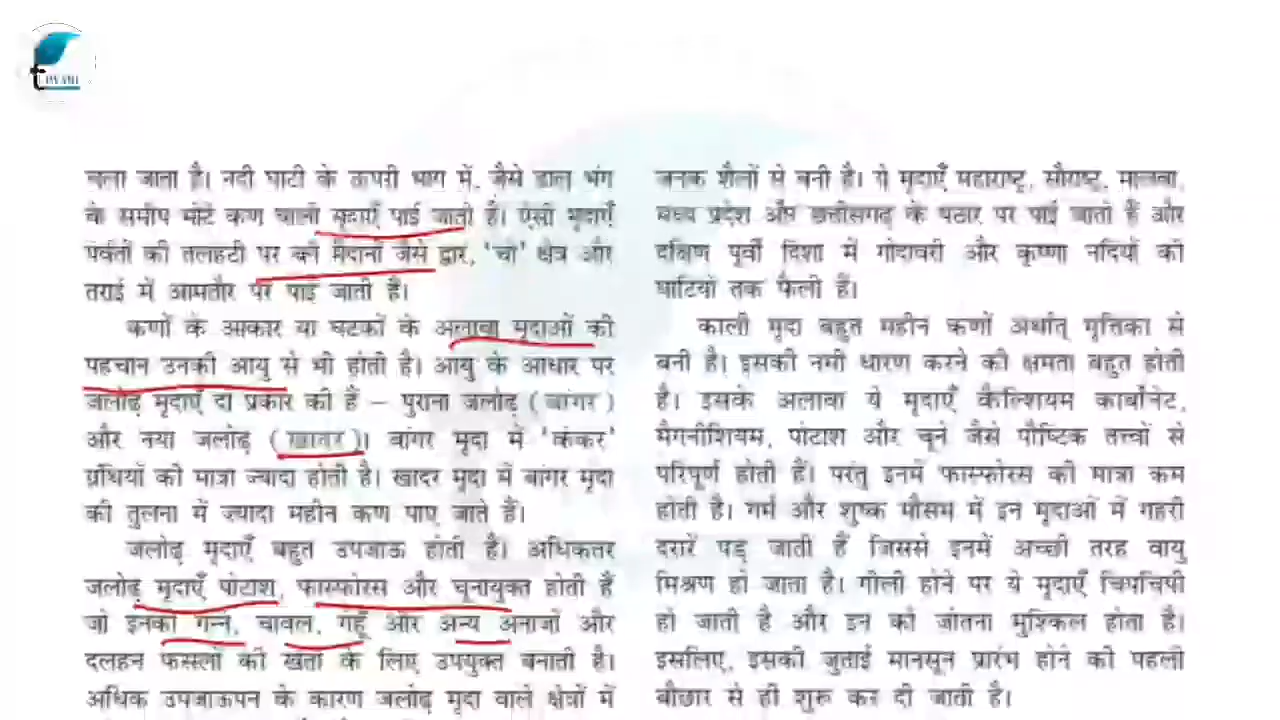 चला जाता है। नदी घाटी के ऊपरी भाग में, जैसे ढाल भंग
के समीप मोटे कण वाली मृदाएँ पाई जाती हैं। ऐसी मृदाएँ
पर्वतों की तलहटी पर बने मैदानों जैसे द्वार, 'चो' क्षेत्र और
तराई में आमतौर पर पाई जाती हैं।
कणों के आकार या घटकों के अलावा मृदाओं की
पहचान उनकी आयु से भी होती है। आयु के आधार पर
जलोढ़ मृदाएँ दो प्रकार की हैं – पुराना जलोढ़ (बांगर)
और नया जलोढ़ (खादर)। बांगर मृदा में 'कंकर'
ग्रंथियों की मात्रा ज्यादा होती है। खादर मृदा में बांगर मृदा
की तुलना में ज्यादा महीन कण पाए जाते हैं।
जलोढ़ मृदाएँ बहुत उपजाऊ होती हैं। अधिकतर
जलोढ़ मृदाएँ पोटाश, फास्फोरस और चूनायुक्त होती हैं
जो इनको गन्ने, चावल, गेहूँ और अन्य अनाजों और
दलहन फसलों की खेती के लिए उपयुक्त बनाती है।
अधिक उपजाऊपन के कारण जलोढ़ मृदा वाले क्षेत्रों में
जनक शैलों से बनी है। ये मृदाएँ महाराष्ट्र, सौराष्ट्र, मालवा,
मध्य प्रदेश और छत्तीसगढ़ के पठार पर पाई जाती हैं और
दक्षिण पूर्वी दिशा में गोदावरी और कृष्णा नदियों की
घाटियों तक फैली हैं।
काली मृदा बहुत महीन कणों अर्थात् मृत्तिका से
बनी है। इसकी नमी धारण करने की क्षमता बहुत होती
है। इसके अलावा ये मृदाएँ कैल्शियम कार्बोनेट,
मैगनीशियम, पोटाश और चूने जैसे पौष्टिक तत्त्वों से
परिपूर्ण होती हैं। परंतु इनमें फास्फोरस की मात्रा कम
होती है। गर्म और शुष्क मौसम में इन मृदाओं में गहरी
दरारें पड़ जाती हैं जिससे इनमें अच्छी तरह वायु
मिश्रण हो जाता है। गीली होने पर ये मृदाएँ चिपचिपी
हो जाती है और इन को जोतना मुश्किल होता है।
इसलिए, इसकी जुताई मानसून प्रारंभ होने की पहली
बौछार से ही शुरू कर दी जाती है।